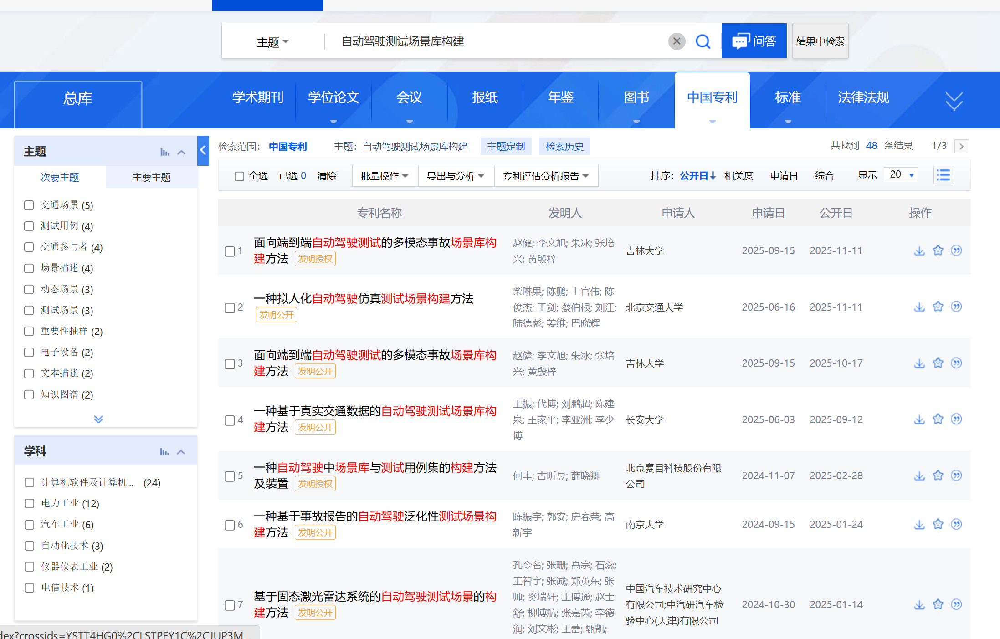 主题
自动驾驶测试场景库构建
问答
结果中检索
总库
学术期刊
学位论文
会议
报纸
年鉴
图书
中国专利
标准
法律法规
主题
次要主题 主要主题
交通场景 (5)
测试用例 (4)
交通参与者 (4)
场景描述 (4)
动态场景 (3)
测试场景 (3)
重要性抽样 (2)
电子设备 (2)
文本描述 (2)
知识图谱 (2)
学科
计算机软件及计算机... (24)
电力工业 (12)
汽车工业 (6)
自动化技术 (3)
仪器仪表工业 (2)
电信技术 (1)
检索范围： 中国专利 主题：自动驾驶测试场景库构建 主题定制 检索历史 共找到 48 条结果 1/3
全选 已选 0 清除 批量操作 导出与分析 专利评估分析报告 排序： 公开日 相关度 申请日 综合 显示 20
专利名称 发明人 申请人 申请日 公开日 操作
1
面向端到端自动驾驶测试的多模态事故场景库构
建方法 发明授权
赵健; 李文旭; 朱冰; 张培
兴; 黄殷梓
吉林大学
2025-09-15
2025-11-11
2
一种拟人化自动驾驶仿真测试场景构建方法
发明公开
柴琳果; 陈鹏; 上官伟; 陈
俊杰; 王剑; 蔡伯根; 刘江;
陆德彪; 姜维; 巴晓辉
北京交通大学
2025-06-16
2025-11-11
3
面向端到端自动驾驶测试的多模态事故场景库构
建方法 发明公开
赵健; 李文旭; 朱冰; 张培
兴; 黄殷梓
吉林大学
2025-09-15
2025-10-17
4
一种基于真实交通数据的自动驾驶测试场景库构
建方法 发明公开
王振; 代博; 刘鹏超; 陈建
泉; 王家平; 李亚洲; 李少
博
长安大学
2025-06-03
2025-09-12
5
一种自动驾驶中场景库与测试用例集的构建方法
及装置 发明授权
何丰; 古昕昱; 薛晓卿
北京赛目科技股份有限
公司
2024-11-07
2025-02-28
6
一种基于事故报告的自动驾驶泛化性测试场景构
建方法 发明公开
陈振宇; 郭安; 房春荣; 高
新宇
南京大学
2024-09-15
2025-01-24
7
基于固态激光雷达系统的自动驾驶测试场景的构
建方法 发明公开
孔令名; 张珊; 高宗; 石蕊;
王智宇; 张诚; 郑英东; 张
帅; 奚瑞轩; 王博通; 赵士
舒; 柳博航; 张嘉芮; 李德
润; 刘文彬; 王蕾; 甄凯;
中国汽车技术研究中心
有限公司;中汽研汽车检
验中心(天津)有限公司
2024-10-30
2025-01-14
dex?crossids=YSTT4HG0%2CLSTPFY1C%2CJUP3M...